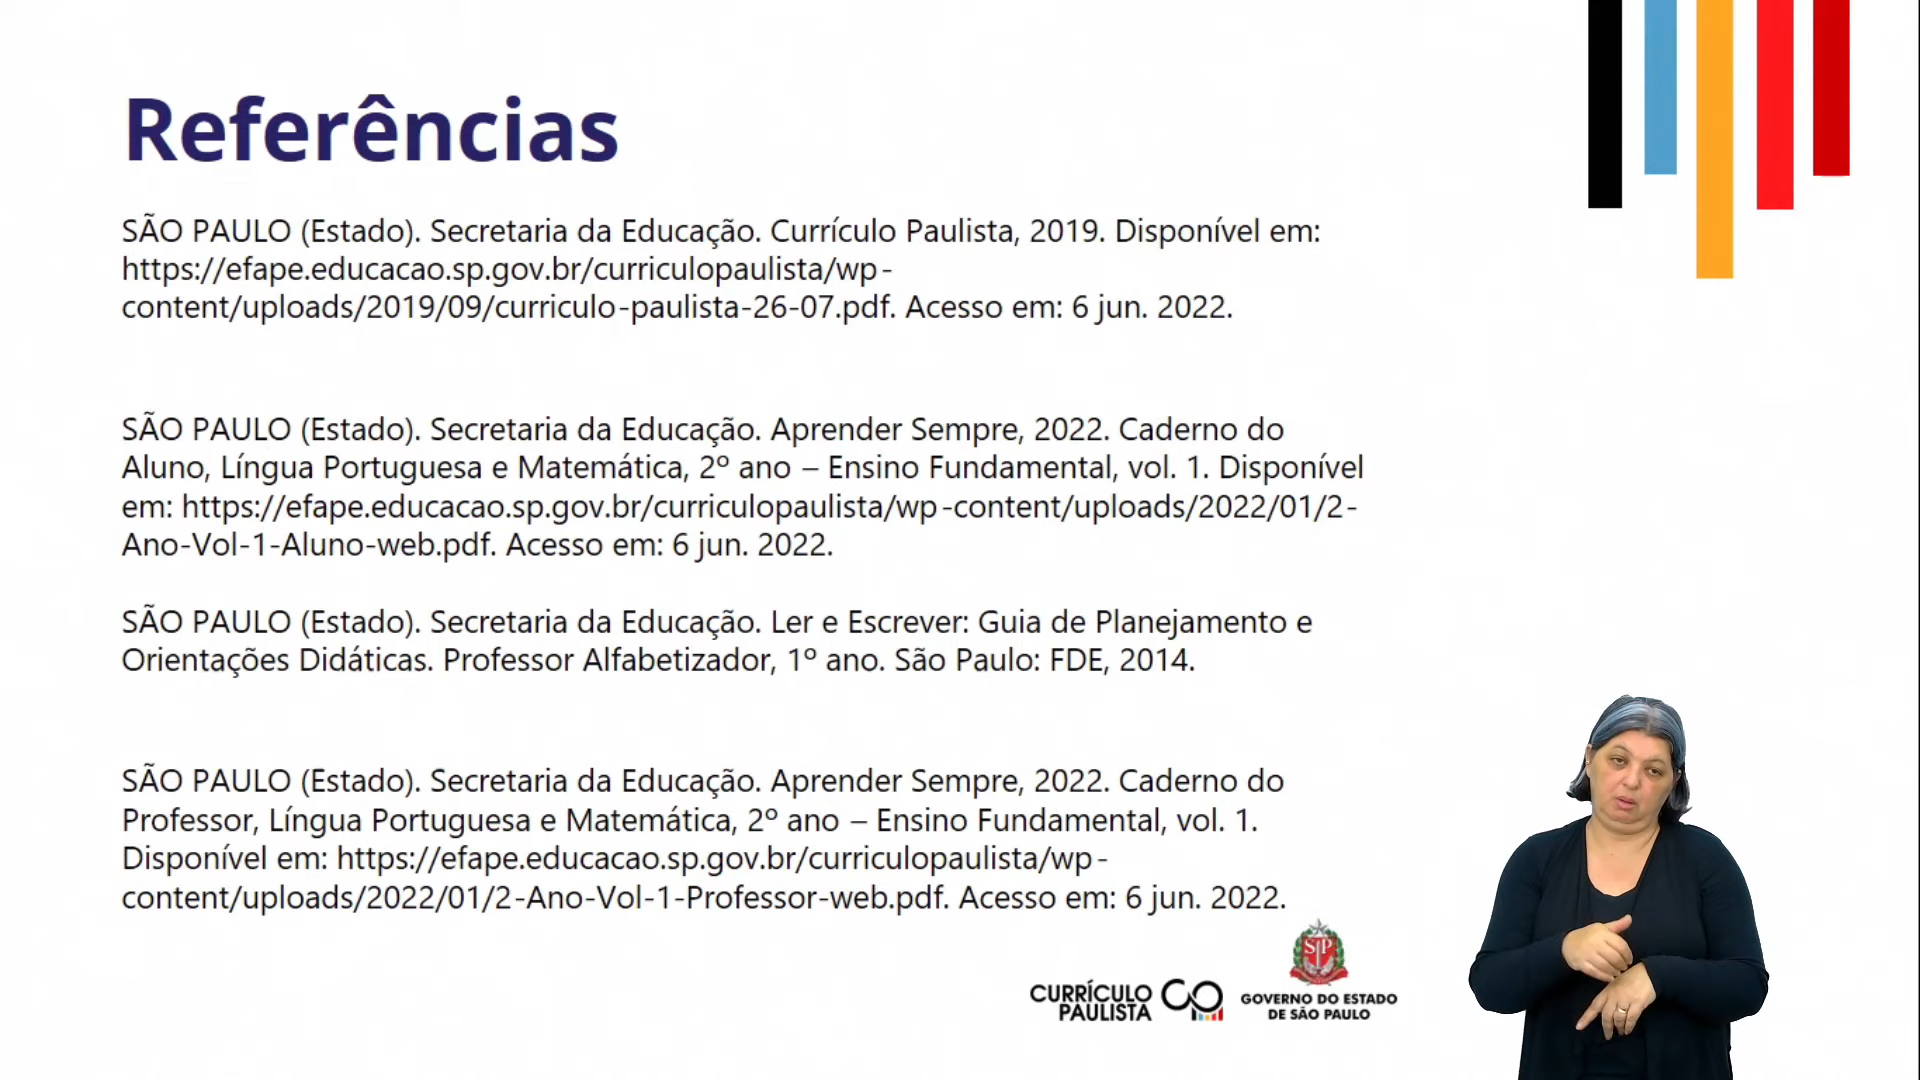 Referências
SÃO PAULO (Estado). Secretaria da Educação. Currículo Paulista, 2019. Disponível em:
https://efape.educacao.sp.gov.br/curriculopaulista/wp-
content/uploads/2019/09/curriculo-paulista-26-07.pdf. Acesso em: 6 jun. 2022.
SÃO PAULO (Estado). Secretaria da Educação. Aprender Sempre, 2022. Caderno do
Aluno, Língua Portuguesa e Matemática, 2º ano – Ensino Fundamental, vol. 1. Disponível
em: https://efape.educacao.sp.gov.br/curriculopaulista/wp-content/uploads/2022/01/2-
Ano-Vol-1-Aluno-web.pdf. Acesso em: 6 jun. 2022.
SÃO PAULO (Estado). Secretaria da Educação. Ler e Escrever: Guia de Planejamento e
Orientações Didáticas. Professor Alfabetizador, 1º ano. São Paulo: FDE, 2014.
SÃO PAULO (Estado). Secretaria da Educação. Aprender Sempre, 2022. Caderno do
Professor, Língua Portuguesa e Matemática, 2º ano – Ensino Fundamental, vol. 1.
Disponível em: https://efape.educacao.sp.gov.br/curriculopaulista/wp-
content/uploads/2022/01/2-Ano-Vol-1-Professor-web.pdf. Acesso em: 6 jun. 2022.
CURRÍCULO
PAULISTA
SP
GOVERNO DO ESTADO
DE SÃO PAULO